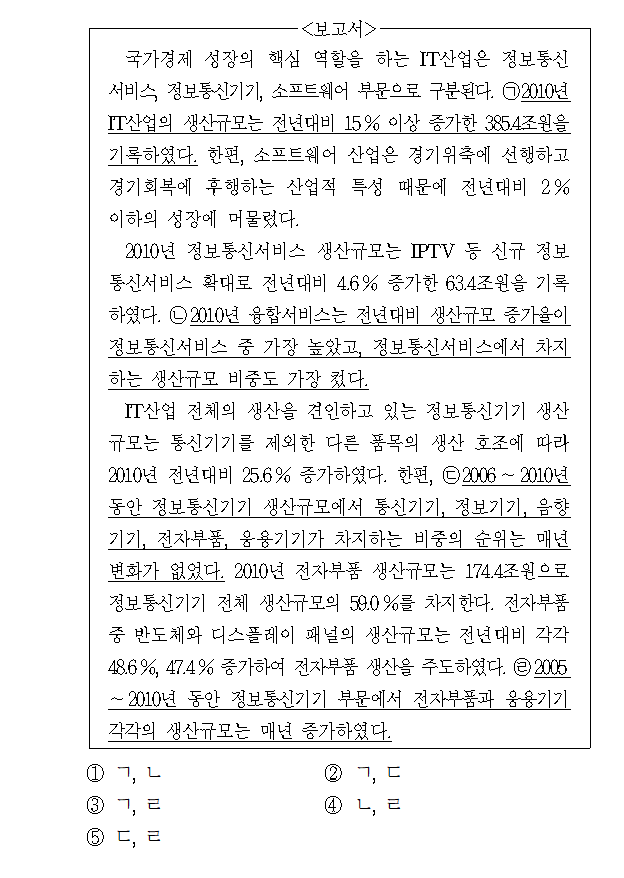 <보고서>
국가경제 성장의 핵심 역할을 하는 IT산업은 정보통신
서비스, 정보통신기기, 소프트웨어 부문으로 구분된다. ㉠2010년
IT산업의 생산규모는 전년대비 15% 이상 증가한 385.4조원을
기록하였다. 한편, 소프트웨어 산업은 경기위축에 선행하고
경기회복에 후행하는 산업적 특성 때문에 전년대비 2%
이하의 성장에 머물렀다.
2010년 정보통신서비스 생산규모는 IPTV 등 신규 정보
통신서비스 확대로 전년대비 4.6% 증가한 63.4조원을 기록
하였다. ㉡2010년 융합서비스는 전년대비 생산규모 증가율이
정보통신서비스 중 가장 높았고, 정보통신서비스에서 차지
하는 생산규모 비중도 가장 컸다.
IT산업 전체의 생산을 견인하고 있는 정보통신기기 생산
규모는 통신기기를 제외한 다른 품목의 생산 호조에 따라
2010년 전년대비 25.6% 증가하였다. 한편, ㉢2006~2010년
동안 정보통신기기 생산규모에서 통신기기, 정보기기, 음향
기기, 전자부품, 응용기기가 차지하는 비중의 순위는 매년
변화가 없었다. 2010년 전자부품 생산규모는 174.4조원으로
정보통신기기 전체 생산규모의 59.0%를 차지한다. 전자부품
중 반도체와 디스플레이 패널의 생산규모는 전년대비 각각
48.6%, 47.4% 증가하여 전자부품 생산을 주도하였다. ㉣2005
~2010년 동안 정보통신기기 부문에서 전자부품과 응용기기
각각의 생산규모는 매년 증가하였다.
① ㄱ, ㄴ ② ㄱ, ㄷ
③ ㄱ, ㄹ ④ ㄴ, ㄹ
⑤ ㄷ, ㄹ